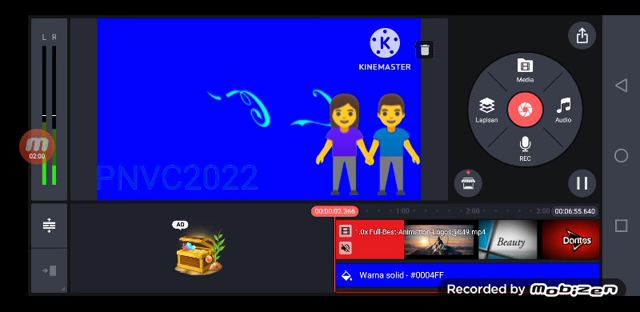 L R
KINEMASTER
Media
Lapisan
Audio
REC
02:00
PNVC2022
00:00:02.366
1:00
2:00
3:00
00:06:55.640
AD
Beauty
Doritos
Warna solid - #0004FF
Recorded by MOBIZEN